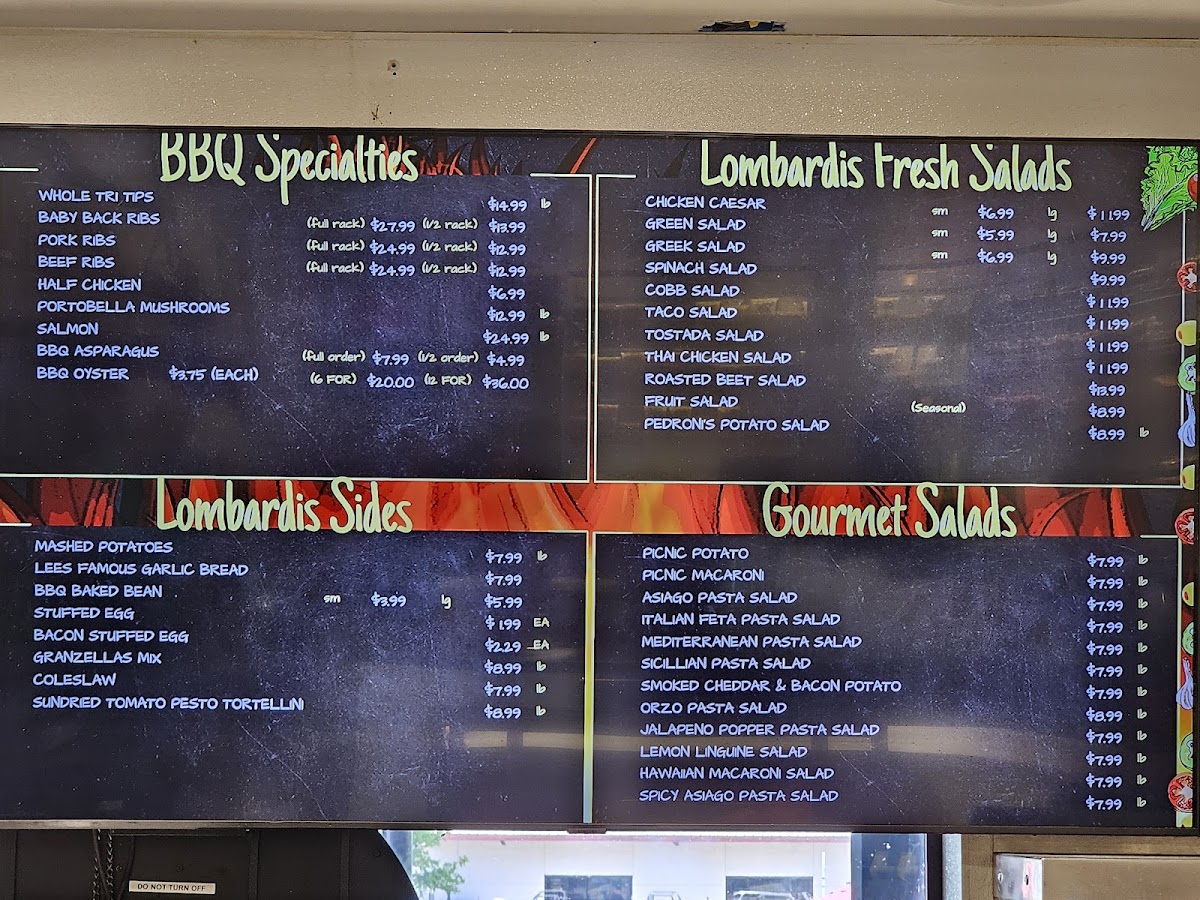 BBQ Specialties
WHOLE TRI TIPS $14.99 lb
BABY BACK RIBS (full rack) $27.99 (1/2 rack) $13.99
PORK RIBS (full rack) $24.99 (1/2 rack) $12.99
BEEF RIBS (full rack) $24.99 (1/2 rack) $12.99
HALF CHICKEN $6.99
PORTOBELLA MUSHROOMS $12.99 lb
SALMON $24.99 lb
BBQ ASPARAGUS (full order) $7.99 (1/2 order) $4.99
BBQ OYSTER $3.75 (EACH) (6 FOR) $20.00 (12 FOR) $36.00
Lombardis Fresh Salads
CHICKEN CAESAR sm $6.99 lg $11.99
GREEN SALAD sm $5.99 lg $7.99
GREEK SALAD sm $6.99 lg $9.99
SPINACH SALAD $9.99
COBB SALAD $11.99
TACO SALAD $11.99
TOSTADA SALAD $11.99
THAI CHICKEN SALAD $11.99
ROASTED BEET SALAD $13.99
FRUIT SALAD (Seasonal) $8.99
PEDRONI'S POTATO SALAD $8.99 lb
Lombardis Sides
MASHED POTATOES $7.99 lb
LEES FAMOUS GARLIC BREAD $7.99
BBQ BAKED BEAN sm $3.99 lg $5.99
STUFFED EGG $1.99 EA
BACON STUFFED EGG $2.29 EA
GRANZELLAS MIX $8.99 lb
COLESLAW $7.99 lb
SUNDRIED TOMATO PESTO TORTELLINI $8.99 lb
Gourmet Salads
PICNIC POTATO $7.99 lb
PICNIC MACARONI $7.99 lb
ASIAGO PASTA SALAD $7.99 lb
ITALIAN FETA PASTA SALAD $7.99 lb
MEDITERRANEAN PASTA SALAD $7.99 lb
SICILLIAN PASTA SALAD $7.99 lb
SMOKED CHEDDAR & BACON POTATO $7.99 lb
ORZO PASTA SALAD $8.99 lb
JALAPENO POPPER PASTA SALAD $7.99 lb
LEMON LINGUINE SALAD $7.99 lb
HAWAIIAN MACARONI SALAD $7.99 lb
SPICY ASIAGO PASTA SALAD $7.99 lb
DO NOT TURN OFF